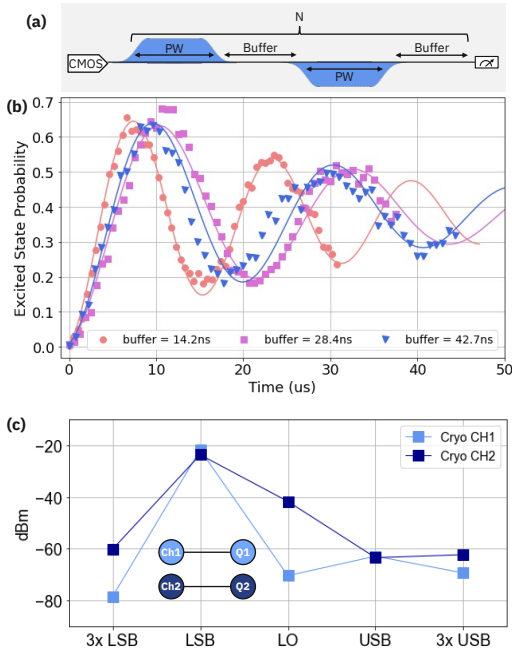 (a)
N
PW
Buffer
Buffer
CMOS
PW
(b)
Excited State Probability
0.7
0.6
0.5
0.4
0.3
0.2
0.1
0.0
buffer = 14.2ns
buffer = 28.4ns
buffer = 42.7ns
0
10
20
30
40
50
Time (us)
(c)
dBm
−20
−40
−60
−80
Cryo CH1
Cryo CH2
Ch1
Q1
Ch2
Q2
3x LSB
LSB
LO
USB
3x USB